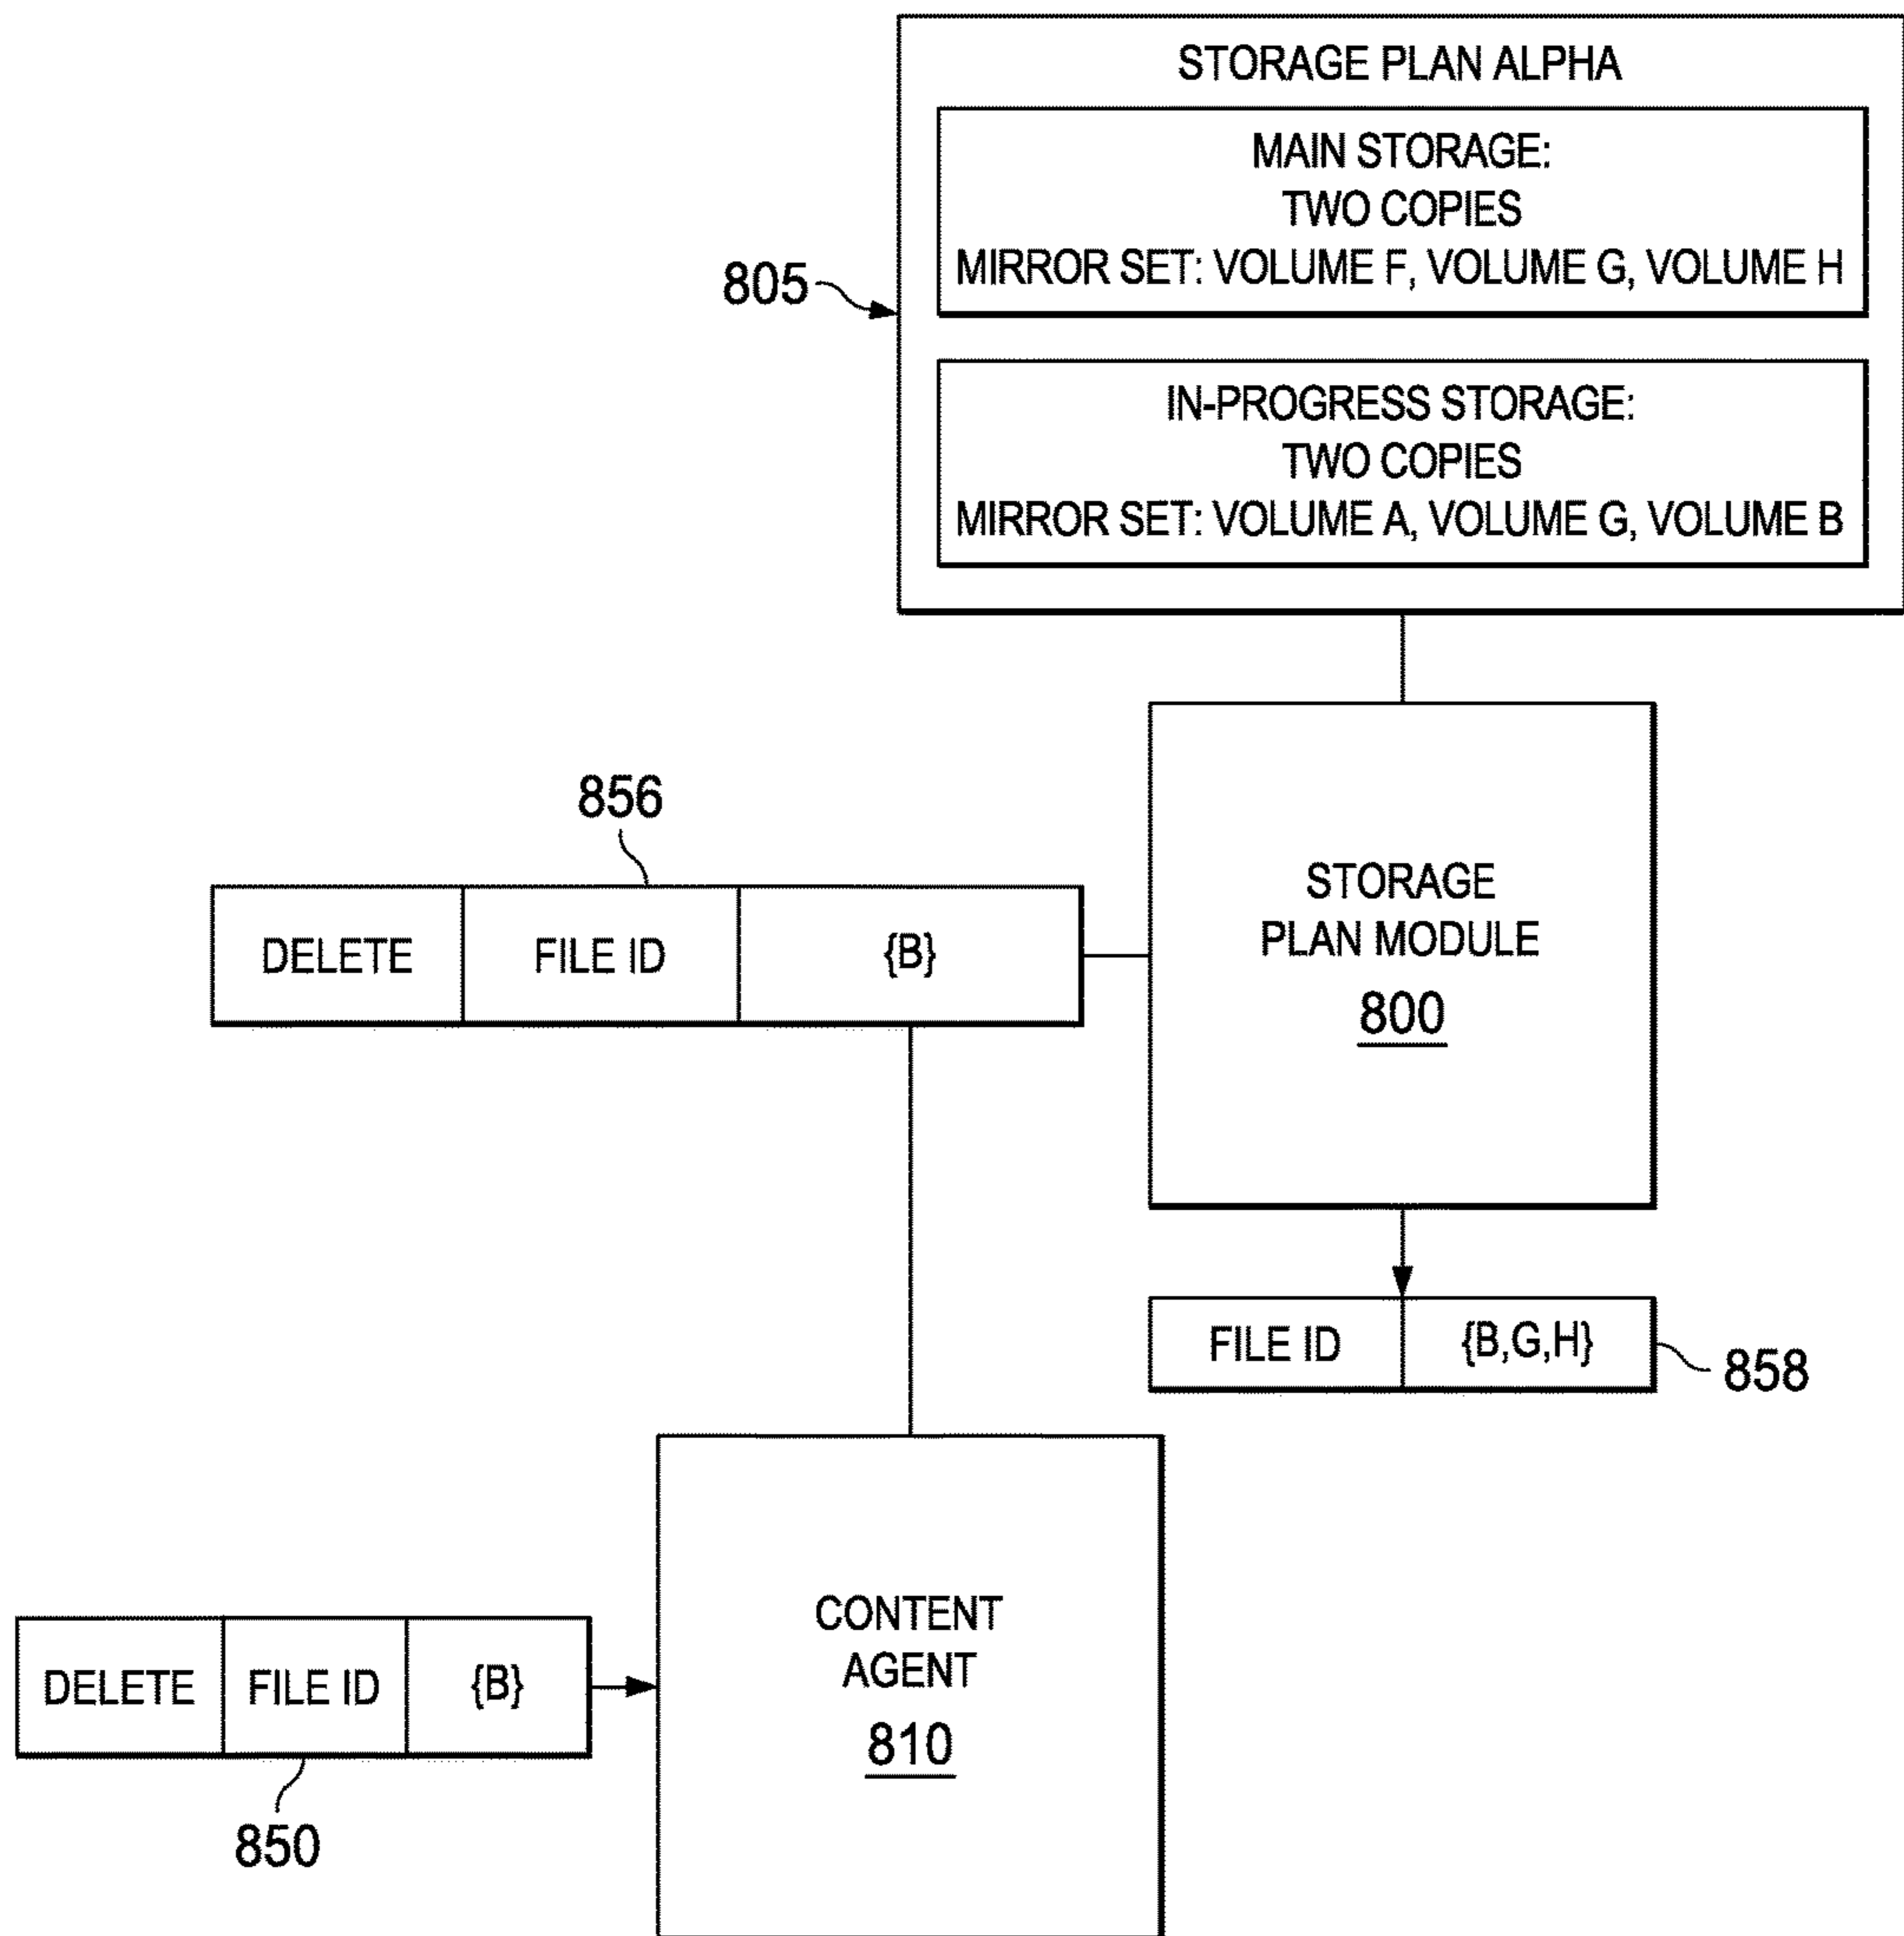 STORAGE PLAN ALPHA
MAIN STORAGE:
TWO COPIES
MIRROR SET: VOLUME F, VOLUME G, VOLUME H
805
IN-PROGRESS STORAGE:
TWO COPIES
MIRROR SET: VOLUME A, VOLUME G, VOLUME B
856
DELETE
FILE ID
{B}
STORAGE
PLAN MODULE
800
FILE ID
{B,G,H}
858
DELETE
FILE ID
{B}
850
CONTENT
AGENT
810